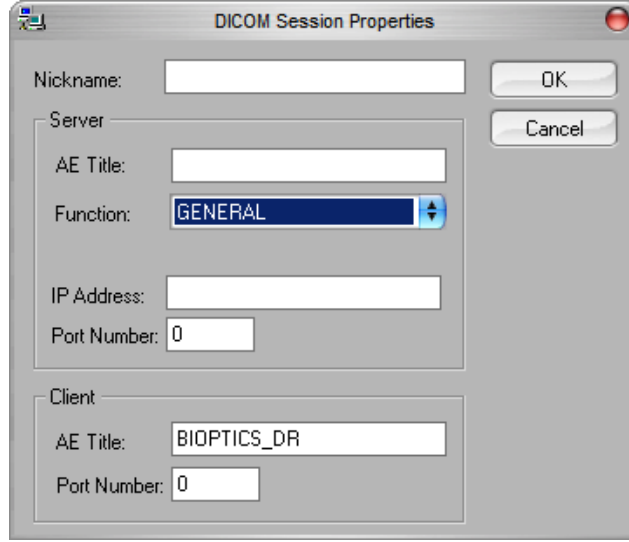 DICOM Session Properties
Nickname:
OK
Server
Cancel
AE Title:
Function: GENERAL
IP Address:
Port Number: 0
Client
AE Title: BIOPTICS_DR
Port Number: 0